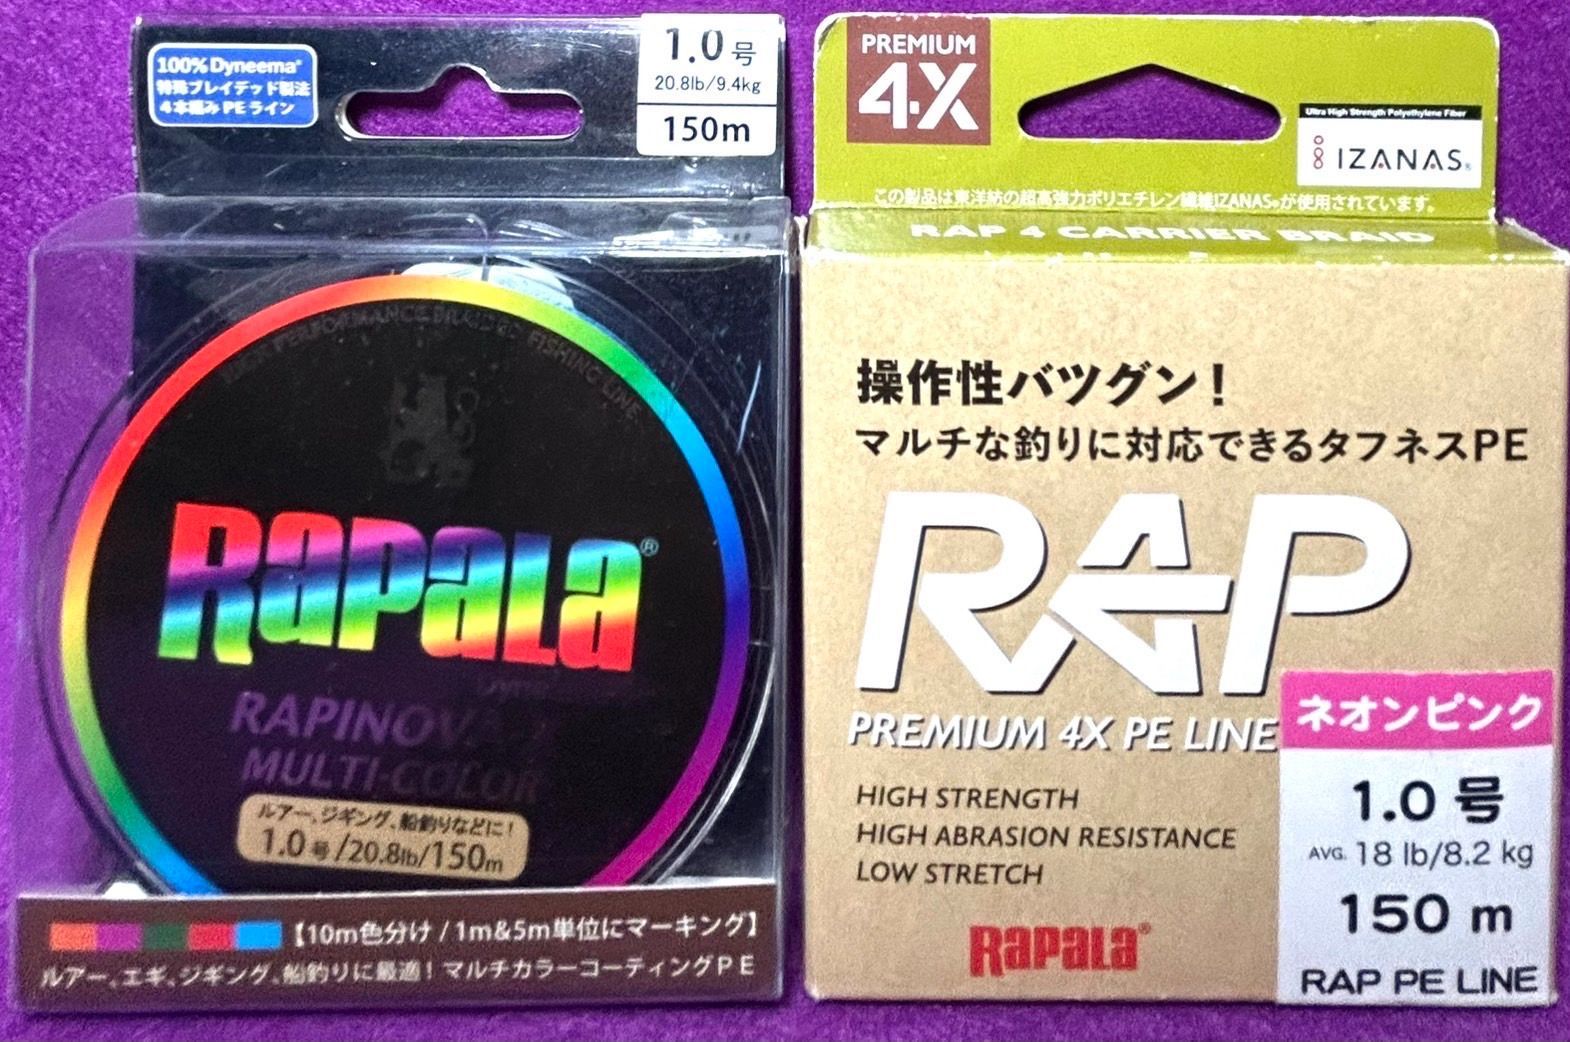 100% Dyneema®
特殊ブレイデッド製法
4本編み PE ライン
1.0号
20.8lb/9.4kg
150m
PERFORMANCE BRAIDED FISHING LINE
Rapala®
RAPINOVA-X
MULTI-COLOR
ルアー、ジギング、船釣りなどに！
1.0号/20.8lb/150m
【10m色分け / 1m&5m単位にマーキング】
ルアー、エギ、ジギング、船釣りに最適！マルチカラーコーティングPE
PREMIUM
4X
Ultra High Strength Polyethylene Fiber
IZANAS®
この製品は東洋紡の超高強力ポリエチレン繊維IZANAS®が使用されています。
RAP 4 CARRIER BRAID
操作性バツグン！
マルチな釣りに対応できるタフネスPE
RAP
PREMIUM 4X PE LINE
HIGH STRENGTH
HIGH ABRASION RESISTANCE
LOW STRETCH
Rapala®
ネオンピンク
1.0 号
AVG. 18 lb/8.2 kg
150 m
RAP PE LINE